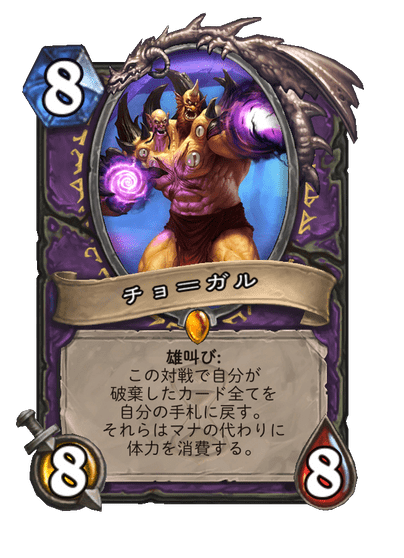 8
チョ＝ガル
雄叫び:
この対戦で自分が
破棄したカード全てを
自分の手札に戻す。
それらはマナの代わりに
体力を消費する。
8
8